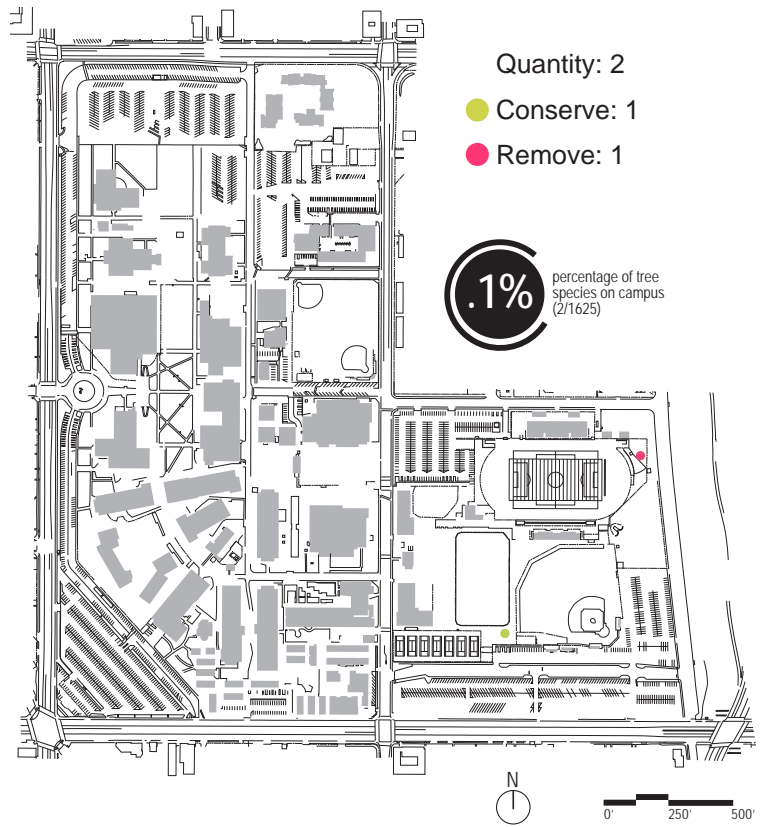 Quantity: 2
Conserve: 1
Remove: 1
.1%
percentage of tree
species on campus
(2/1625)
N
0' 250' 500'